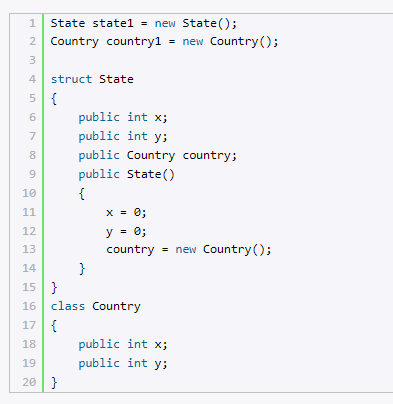 1 State state1 = new State();
2 Country country1 = new Country();
3
4 struct State
5 {
6     public int x;
7     public int y;
8     public Country country;
9     public State()
10     {
11         x = 0;
12         y = 0;
13         country = new Country();
14     }
15 }
16 class Country
17 {
18     public int x;
19     public int y;
20 }